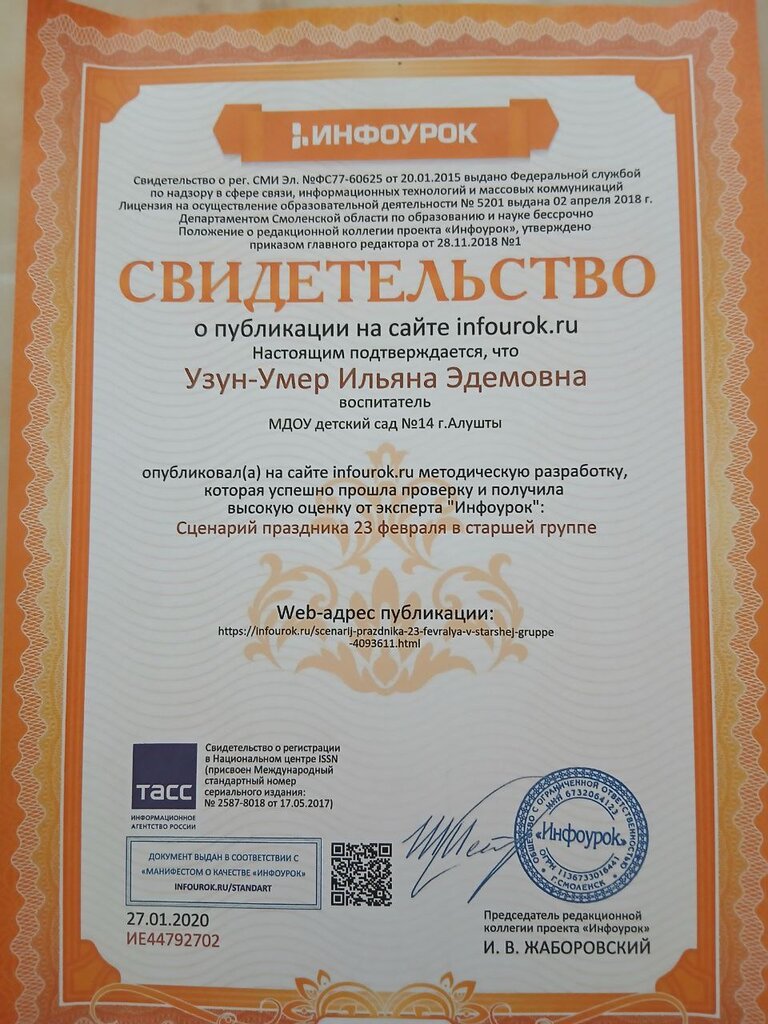 ИНФОУРОК
Свидетельство о рег. СМИ Эл. №ФС77-60625 от 20.01.2015 выдано Федеральной службой
по надзору в сфере связи, информационных технологий и массовых коммуникаций
Лицензия на осуществление образовательной деятельности № 5201 выдана 02 апреля 2018 г.
Департаментом Смоленской области по образованию и науке бессрочно
Положение о редакционной коллегии проекта «Инфоурок», утверждено
приказом главного редактора от 28.11.2018 №1
СВИДЕТЕЛЬСТВО
о публикации на сайте infourok.ru
Настоящим подтверждается, что
Узун-Умер Ильяна Эдемовна
воспитатель
МДОУ детский сад №14 г.Алушты
опубликовал(а) на сайте infourok.ru методическую разработку,
которая успешно прошла проверку и получила
высокую оценку от эксперта "Инфоурок":
Сценарий праздника 23 февраля в старшей группе
Web-адрес публикации:
https://infourok.ru/scenarij-prazdnika-23-fevralya-v-starshej-gruppe
-4093611.html
ТАСС
ИНФОРМАЦИОННОЕ
АГЕНТСТВО РОССИИ
Свидетельство о регистрации
в Национальном центре ISSN
(присвоен Международный
стандартный номер
сериального издания:
№ 2587-8018 от 17.05.2017)
ДОКУМЕНТ ВЫДАН В СООТВЕТСТВИИ С
«МАНИФЕСТОМ О КАЧЕСТВЕ «ИНФОУРОК»
INFOUROK.RU/STANDART
27.01.2020
ИЕ44792702
ОБЩЕСТВО С ОГРАНИЧЕННОЙ ОТВЕТСТВЕННОСТЬЮ
ИНН 6732064123
«Инфоурок»
ОГРН 1136733016441
Г.СМОЛЕНСК
Председатель редакционной
коллегии проекта «Инфоурок»
И. В. ЖАБОРОВСКИЙ